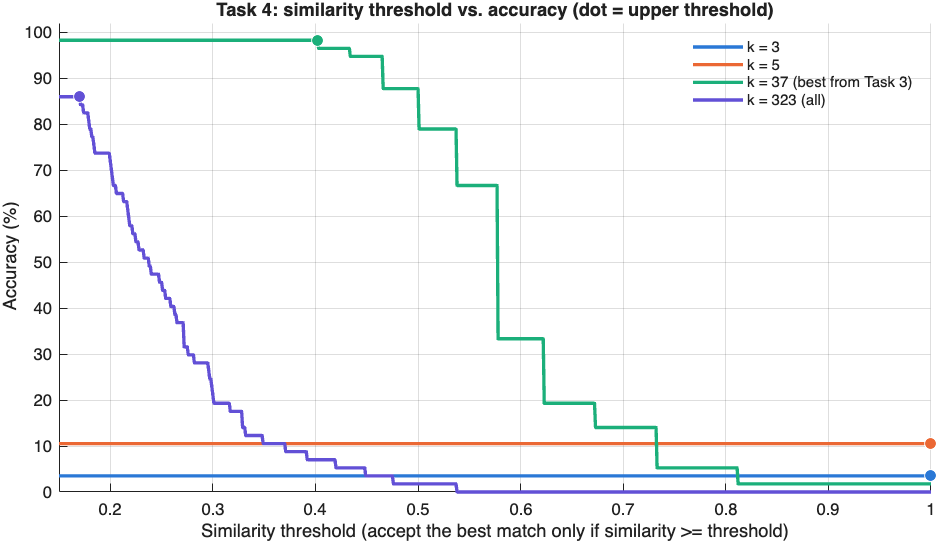 Task 4: similarity threshold vs. accuracy (dot = upper threshold)
k = 3
k = 5
k = 37 (best from Task 3)
k = 323 (all)
Accuracy (%)
100
90
80
70
60
50
40
30
20
10
0
0.2 0.3 0.4 0.5 0.6 0.7 0.8 0.9 1
Similarity threshold (accept the best match only if similarity >= threshold)